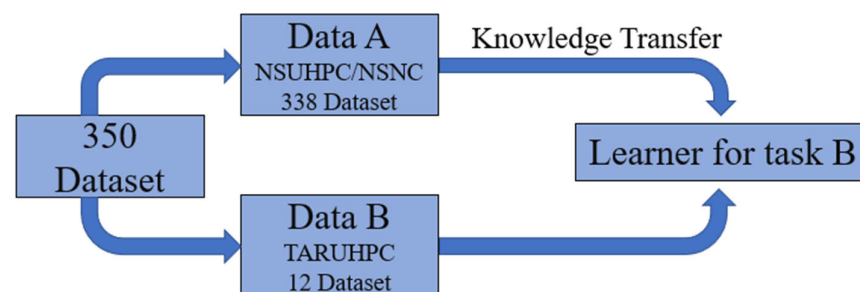 350
Dataset
Data A
NSUHPC/NSNC
338 Dataset
Knowledge Transfer
Data B
TARUHPC
12 Dataset
Learner for task B